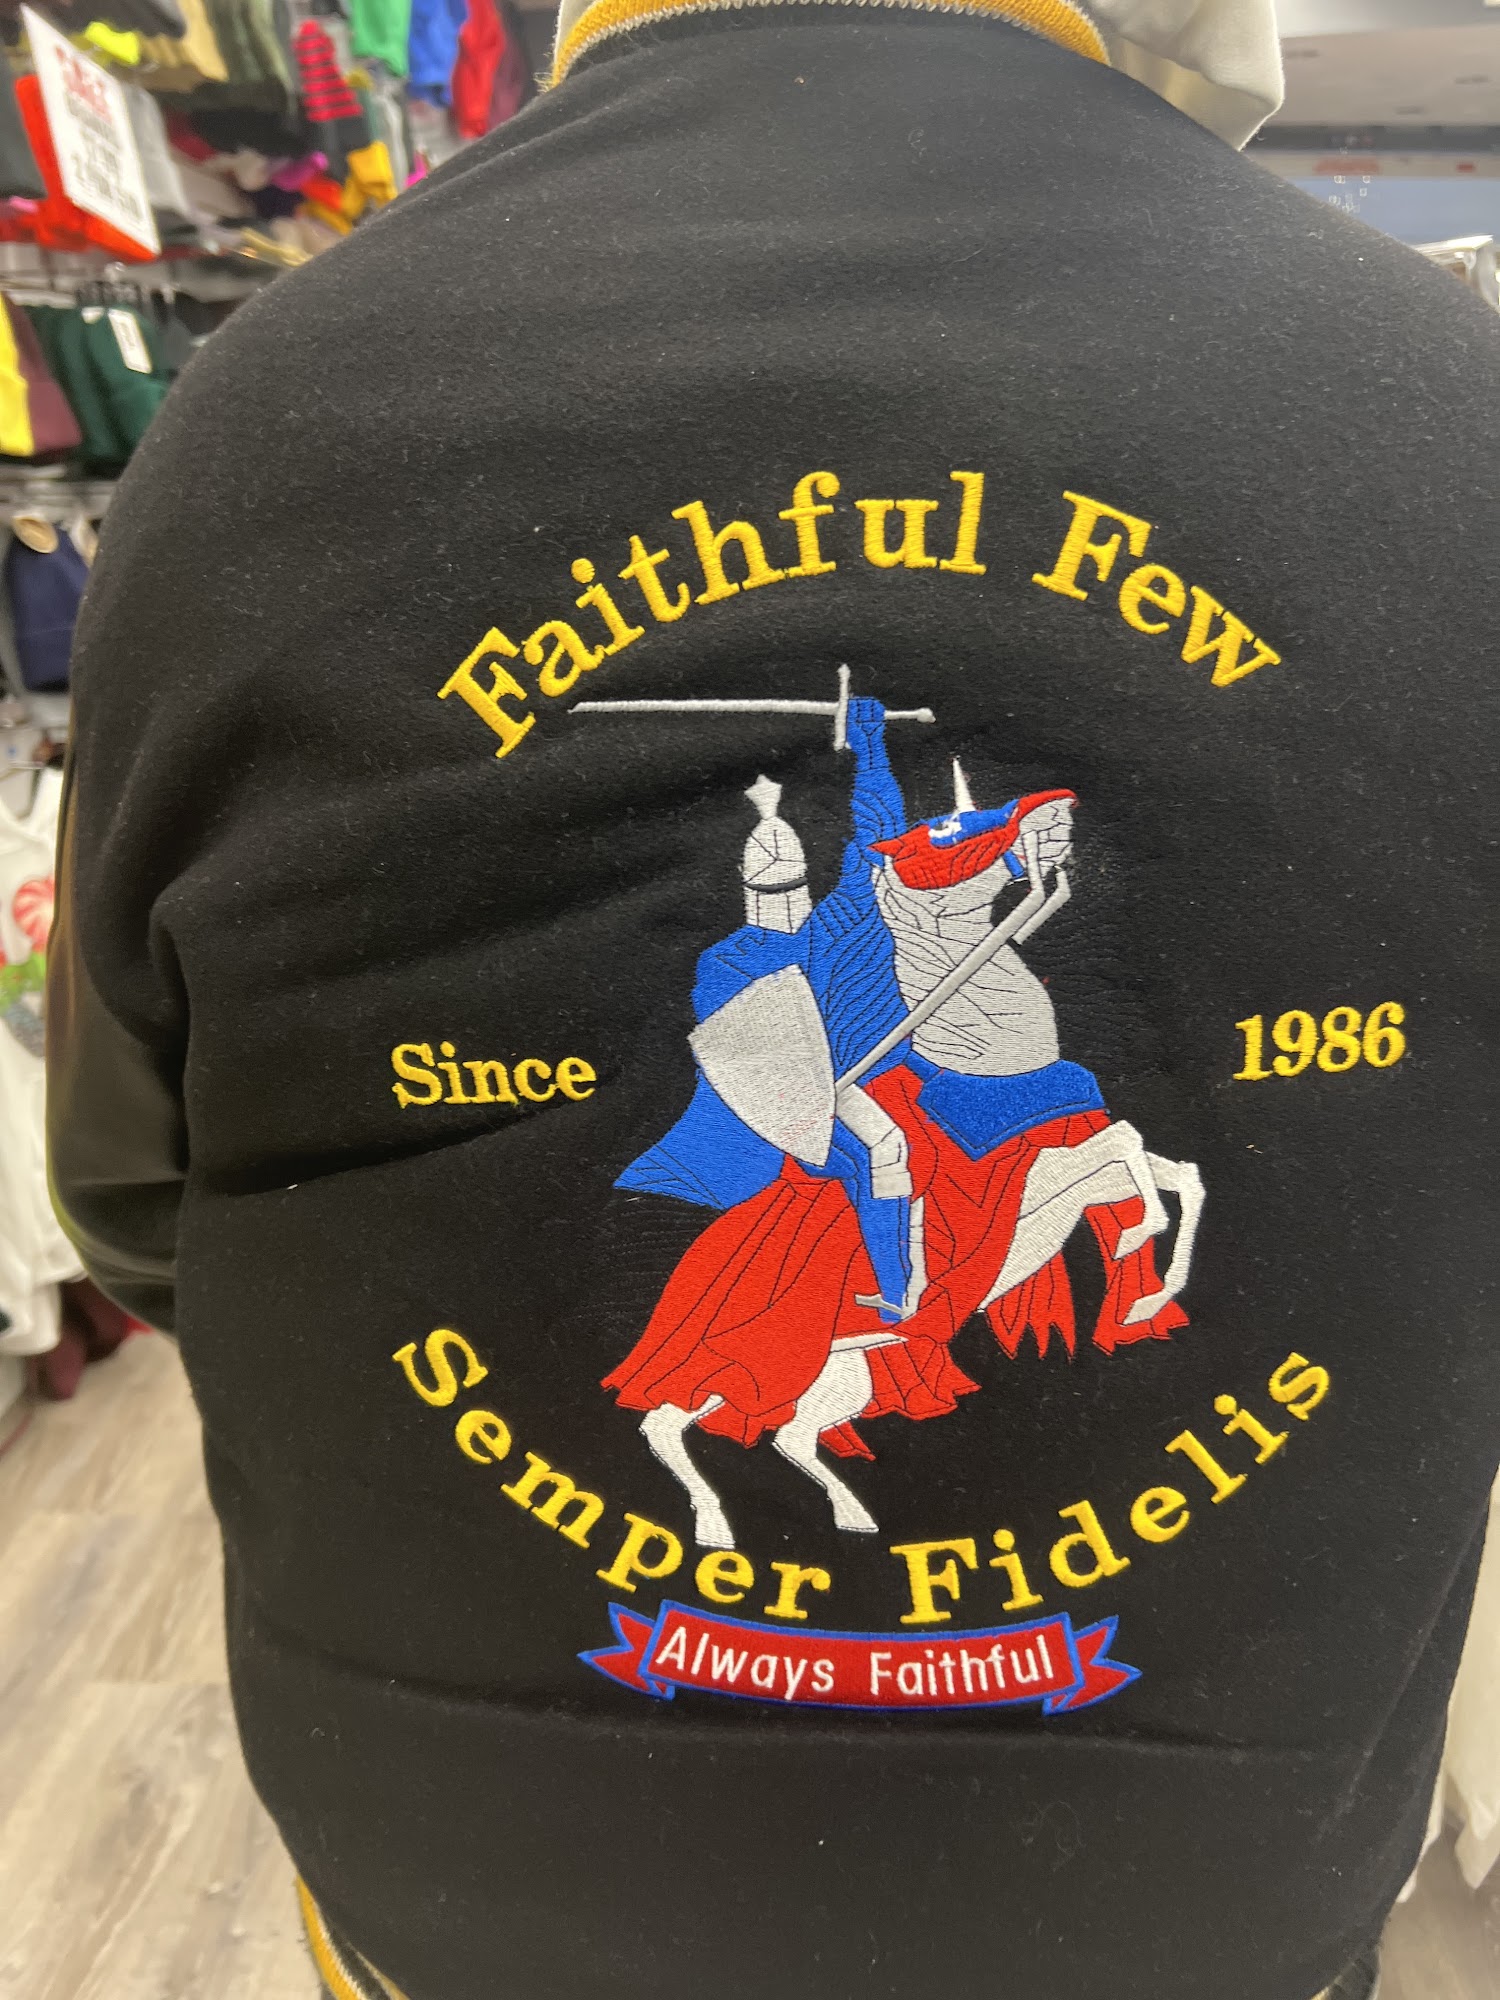 Faithful Few
Since 1986
Semper Fidelis
Always Faithful